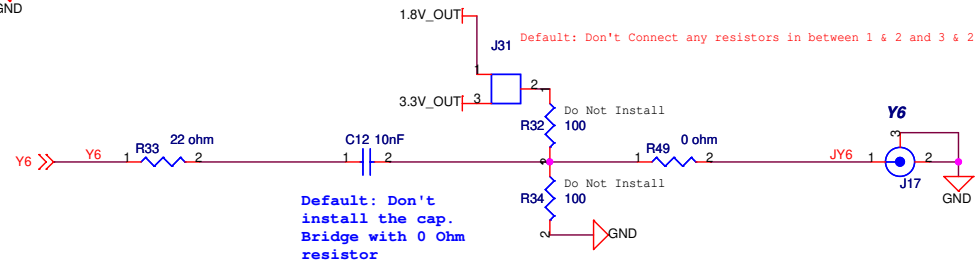 GND
1.8V_OUT
J31
Default: Don't Connect any resistors in between 1 & 2 and 3 & 2
1
2
1
3.3V_OUT
3
Do Not Install
R32 100
2
Y6
Y6
1
R33
22 ohm
2
C12 10nF
1
2
R49
0 ohm
1
2
JY6
Y6
3
1
2
J17
GND
Do Not Install
R34 100
2
GND
Default: Don't
install the cap.
Bridge with 0 Ohm
resistor